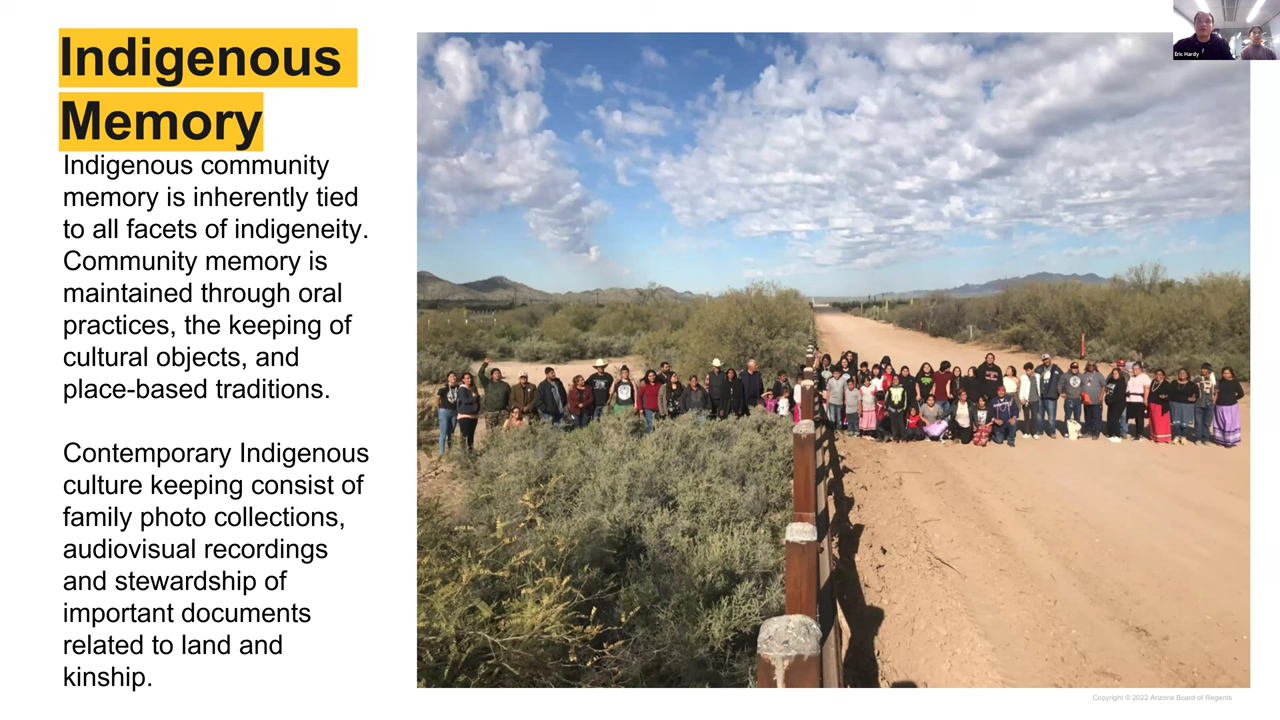 Indigenous
Memory
Indigenous community
memory is inherently tied
to all facets of indigeneity.
Community memory is
maintained through oral
practices, the keeping of
cultural objects, and
place-based traditions.
Contemporary Indigenous
culture keeping consist of
family photo collections,
audiovisual recordings
and stewardship of
important documents
related to land and
kinship.
Eric Hardy
Copyright © 2022 Arizona Board of Regents